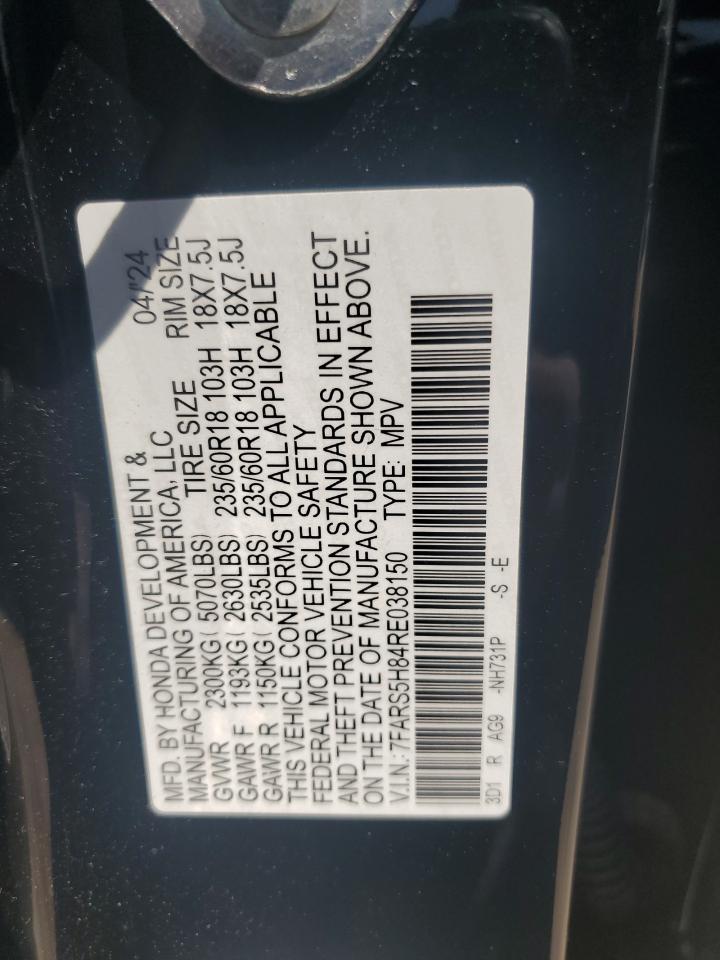 MFD. BY HONDA DEVELOPMENT & 04/'24
MANUFACTURING OF AMERICA, LLC
TIRE SIZE RIM SIZE
GVWR 2300KG( 5070LBS) 235/60R18 103H 18X7.5J
GAWR F 1193KG( 2630LBS) 235/60R18 103H 18X7.5J
GAWR R 1150KG( 2535LBS)
THIS VEHICLE CONFORMS TO ALL APPLICABLE
FEDERAL MOTOR VEHICLE SAFETY
AND THEFT PREVENTION STANDARDS IN EFFECT
ON THE DATE OF MANUFACTURE SHOWN ABOVE.
V.I.N.: 7FARS5H84RE038150 TYPE: MPV
3D1 R AG9 -NH731P -S -E